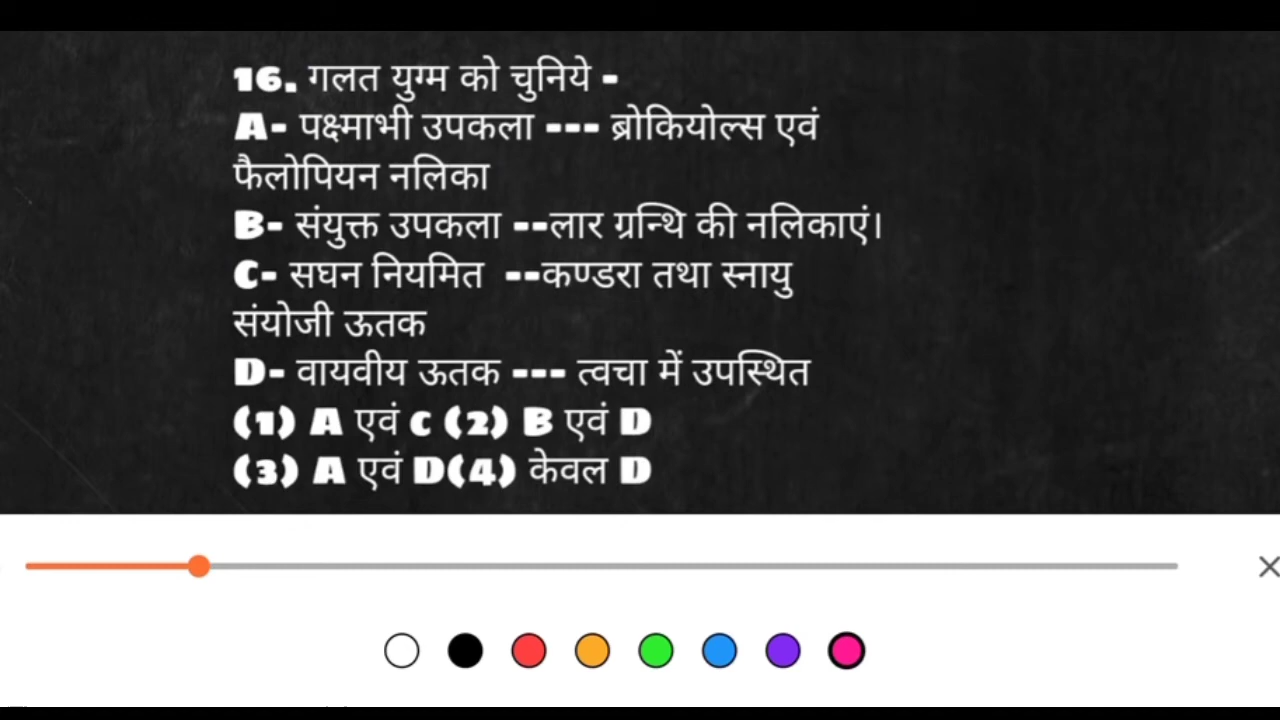 16. गलत युग्म को चुनिये -
A- पक्ष्माभी उपकला --- ब्रोकियोल्स एवं
फैलोपियन नलिका
B- संयुक्त उपकला --लार ग्रन्थि की नलिकाएं।
C- सघन नियमित --कण्डरा तथा स्नायु
संयोजी ऊतक
D- वायवीय ऊतक --- त्वचा में उपस्थित
(1) A एवं C (2) B एवं D
(3) A एवं D(4) केवल D